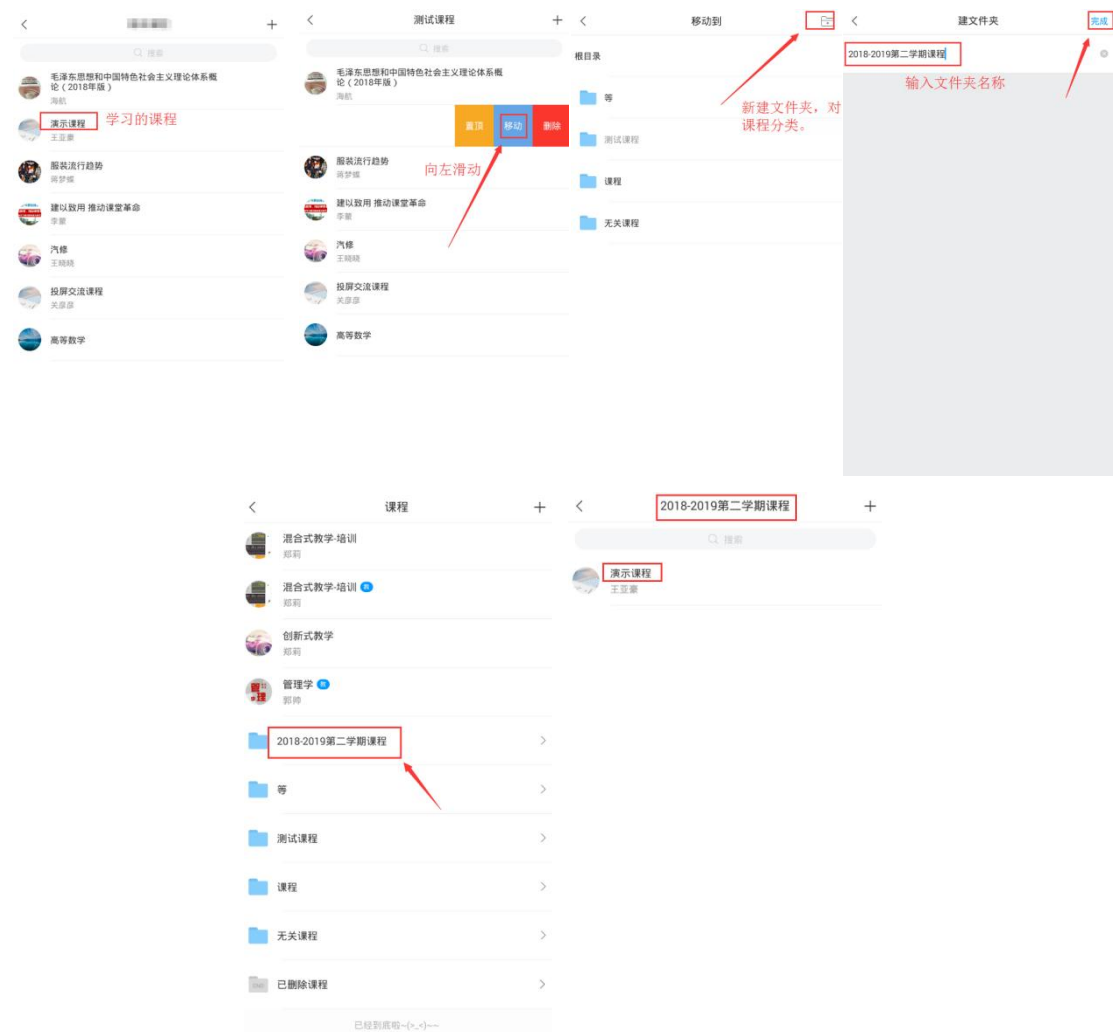 搜索
毛泽东思想和中国特色社会主义理论体系概
论（2018年版）
海航
演示课程
学习的课程
王亚豪
服装流行趋势
蒋梦蝶
建以致用 推动课堂革命
李蒙
汽修
王晓晓
投屏交流课程
关彦彦
高等数学
测试课程
搜索
毛泽东思想和中国特色社会主义理论体系概
论（2018年版）
海航
置顶
移动
删除
服装流行趋势
蒋梦蝶
向左滑动
建以致用 推动课堂革命
李蒙
汽修
王晓晓
投屏交流课程
关彦彦
高等数学
移动到
根目录
等
新建文件夹，对
课程分类。
测试课程
课程
无关课程
建文件夹
完成
2018-2019第二学期课程
输入文件夹名称
课程
混合式教学-培训
郑莉
混合式教学-培训 教
郑莉
创新式教学
郑莉
管理学 教
郭帅
2018-2019第二学期课程
等
测试课程
课程
无关课程
已删除课程
已经到底啦~(>_<)~~
2018-2019第二学期课程
搜索
演示课程
王亚豪